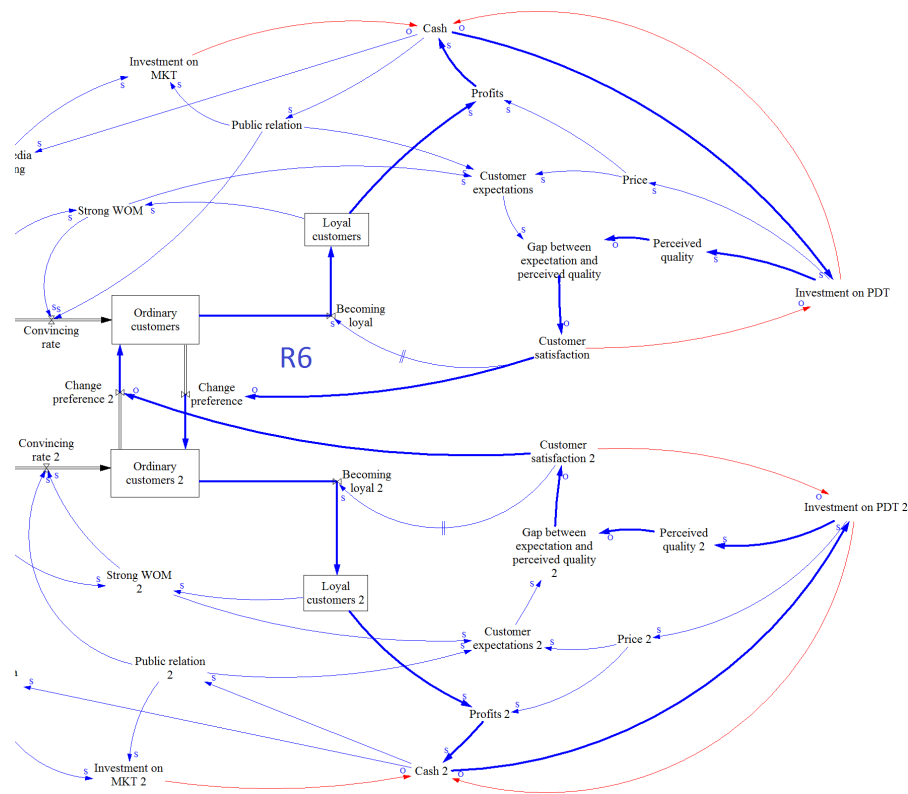 Cash
o
o
s
Investment on
MKT
s
s
Profits
s
s
Public relation
s
s
edia
ng
s
Customer
expectations
s
s
s
Price
s
Strong WOM
s
s
Loyal
customers
Gap between
expectation and
perceived quality
s
o
Perceived
quality
s
s
Investment on PDT
o
Ordinary
customers
s s
Convincing
rate
Becoming
loyal
s
R6
o
Customer
satisfaction
Change
preference 2
o
Change
preference
o
Convincing
rate 2
s
s
Ordinary
customers 2
Becoming
loyal 2
s
Customer
satisfaction 2
o
o
Investment on PDT 2
Gap between
expectation and
perceived quality
2
o
s
Perceived
quality 2
s
Strong WOM
2
s
s
Loyal
customers 2
Customer
expectations 2
s
s
s
Price 2
s
Public relation
2
s
s
Profits 2
s
s
Investment on
MKT 2
s
s
Cash 2
s
o
o